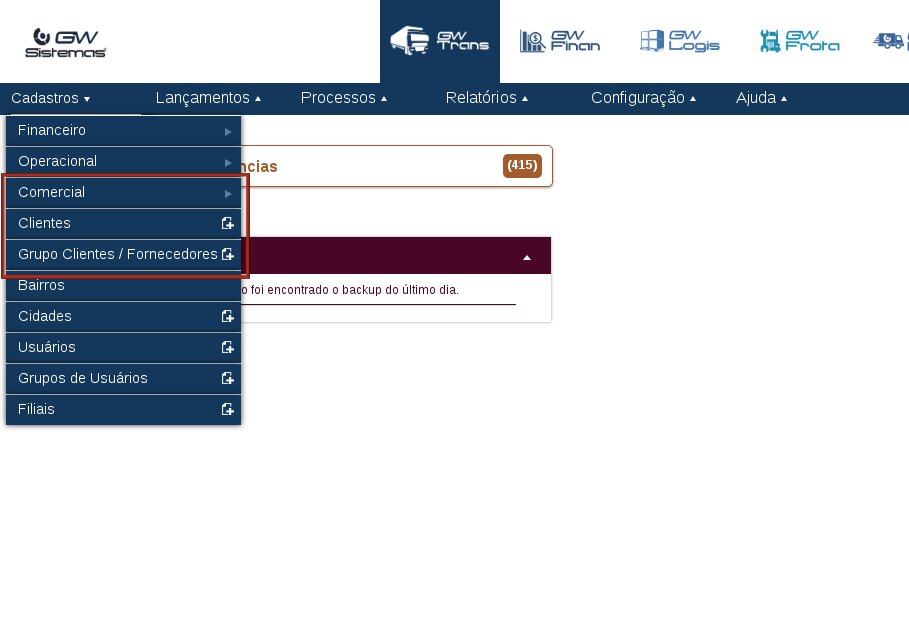 GW
Sistemas
GW
Trans
GW
Finan
GW
Logis
GW
Frota
Cadastros Lançamentos Processos Relatórios Configuração Ajuda
Financeiro
Operacional
ncias (415)
Comercial
Clientes
Grupo Clientes / Fornecedores
Bairros
o foi encontrado o backup do último dia.
Cidades
Usuários
Grupos de Usuários
Filiais